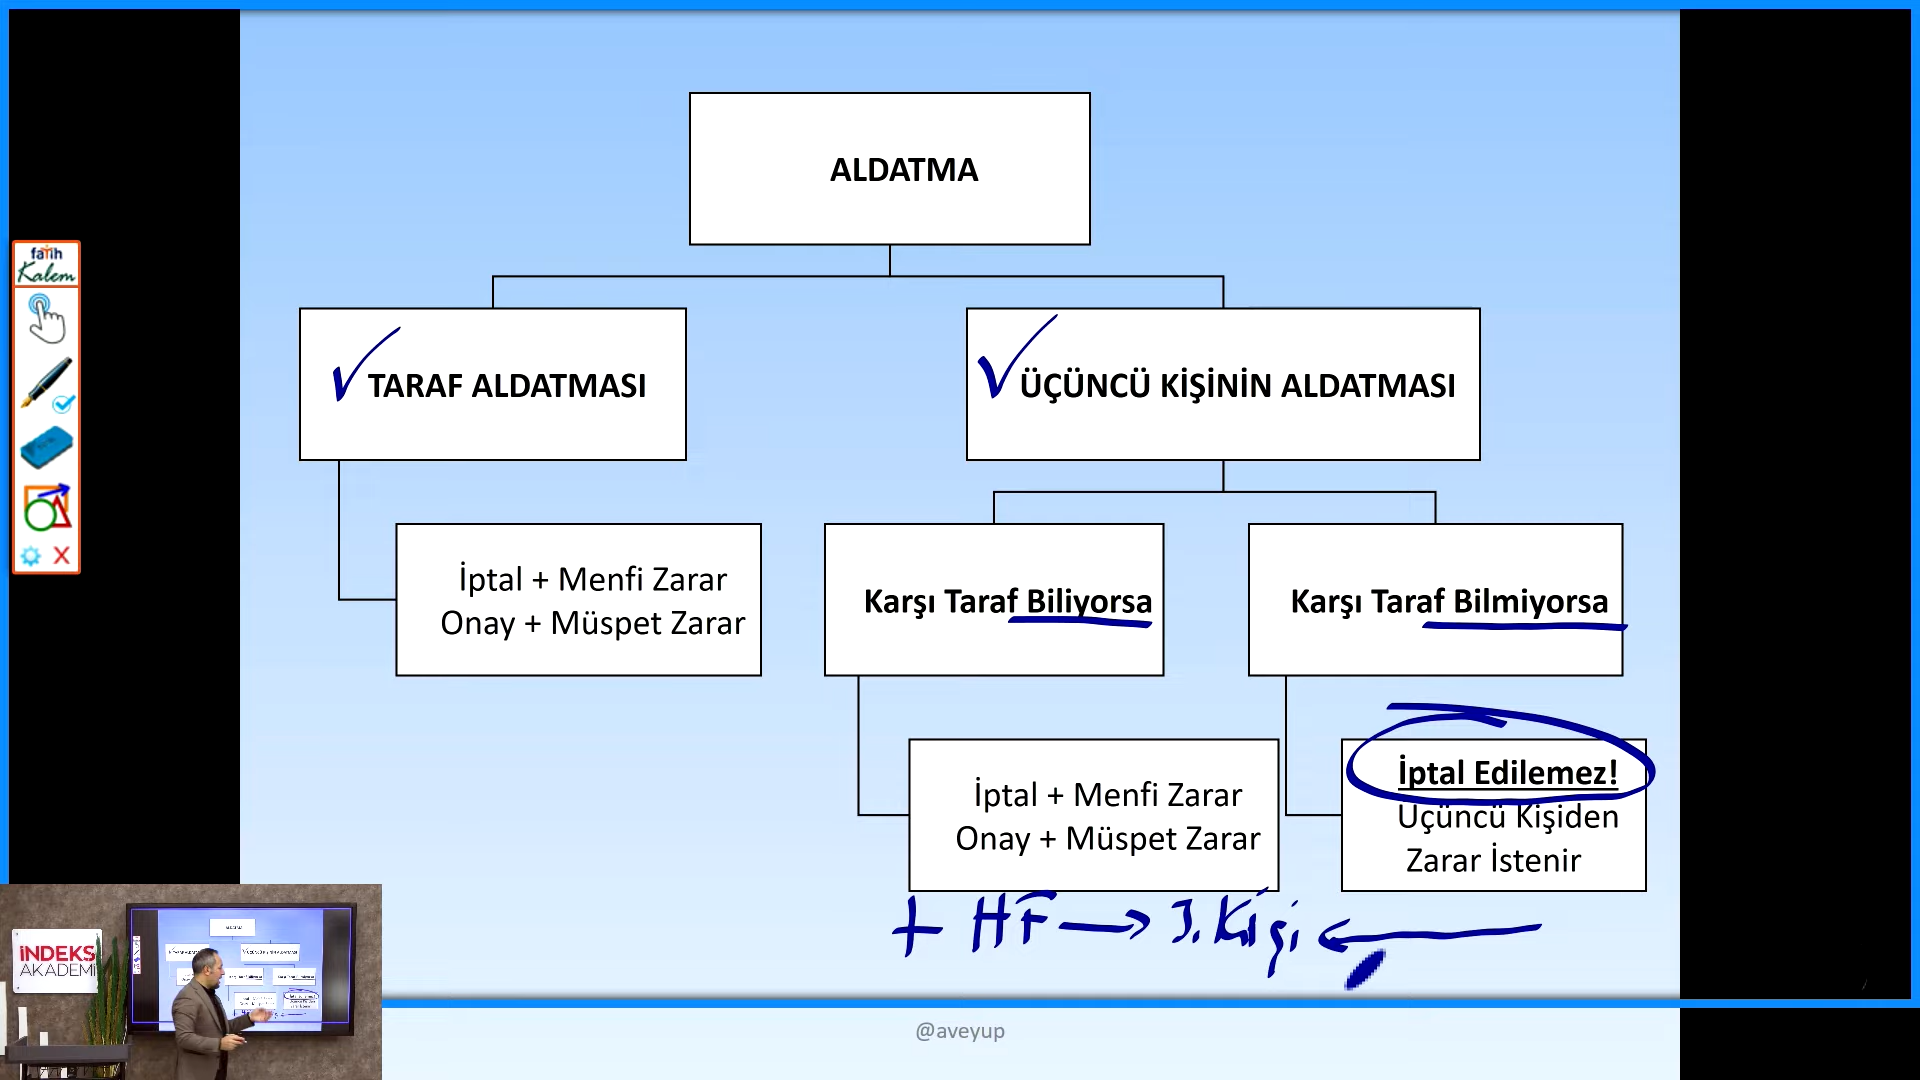 ALDATMA
fatih
Kalem
TARAF ALDATMASI
ÜÇÜNCÜ KİŞİNİN ALDATMASI
İptal + Menfi Zarar
Onay + Müspet Zarar
Karşı Taraf Biliyorsa
Karşı Taraf Bilmiyorsa
İptal + Menfi Zarar
Onay + Müspet Zarar
İptal Edilemez!
Üçüncü Kişiden
Zarar İstenir
+ HF → 3. Kişi ←
İNDEKS
AKADEMİ
@aveyup